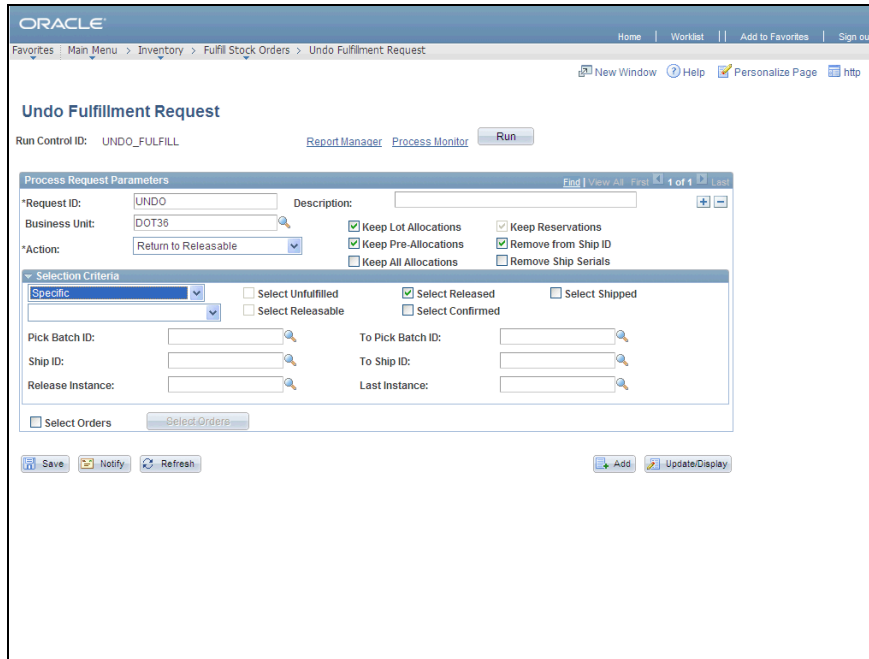 ORACLE
Home | Worklist || Add to Favorites | Sign ou
Favorites | Main Menu > Inventory > Fulfill Stock Orders > Undo Fulfillment Request
New Window Help Personalize Page http
Undo Fulfillment Request
Run Control ID: UNDO_FULFILL Report Manager Process Monitor Run
Process Request Parameters Find | View All First 1 of 1 Last
*Request ID: UNDO Description:
Business Unit: DOT36 Keep Lot Allocations Keep Reservations
*Action: Return to Releasable Keep Pre-Allocations Remove from Ship ID
Keep All Allocations Remove Ship Serials
Selection Criteria
Specific Select Unfulfilled Select Released Select Shipped
Select Releasable Select Confirmed
Pick Batch ID: To Pick Batch ID:
Ship ID: To Ship ID:
Release Instance: Last Instance:
Select Orders Select Orders
Save Notify Refresh Add Update/Display